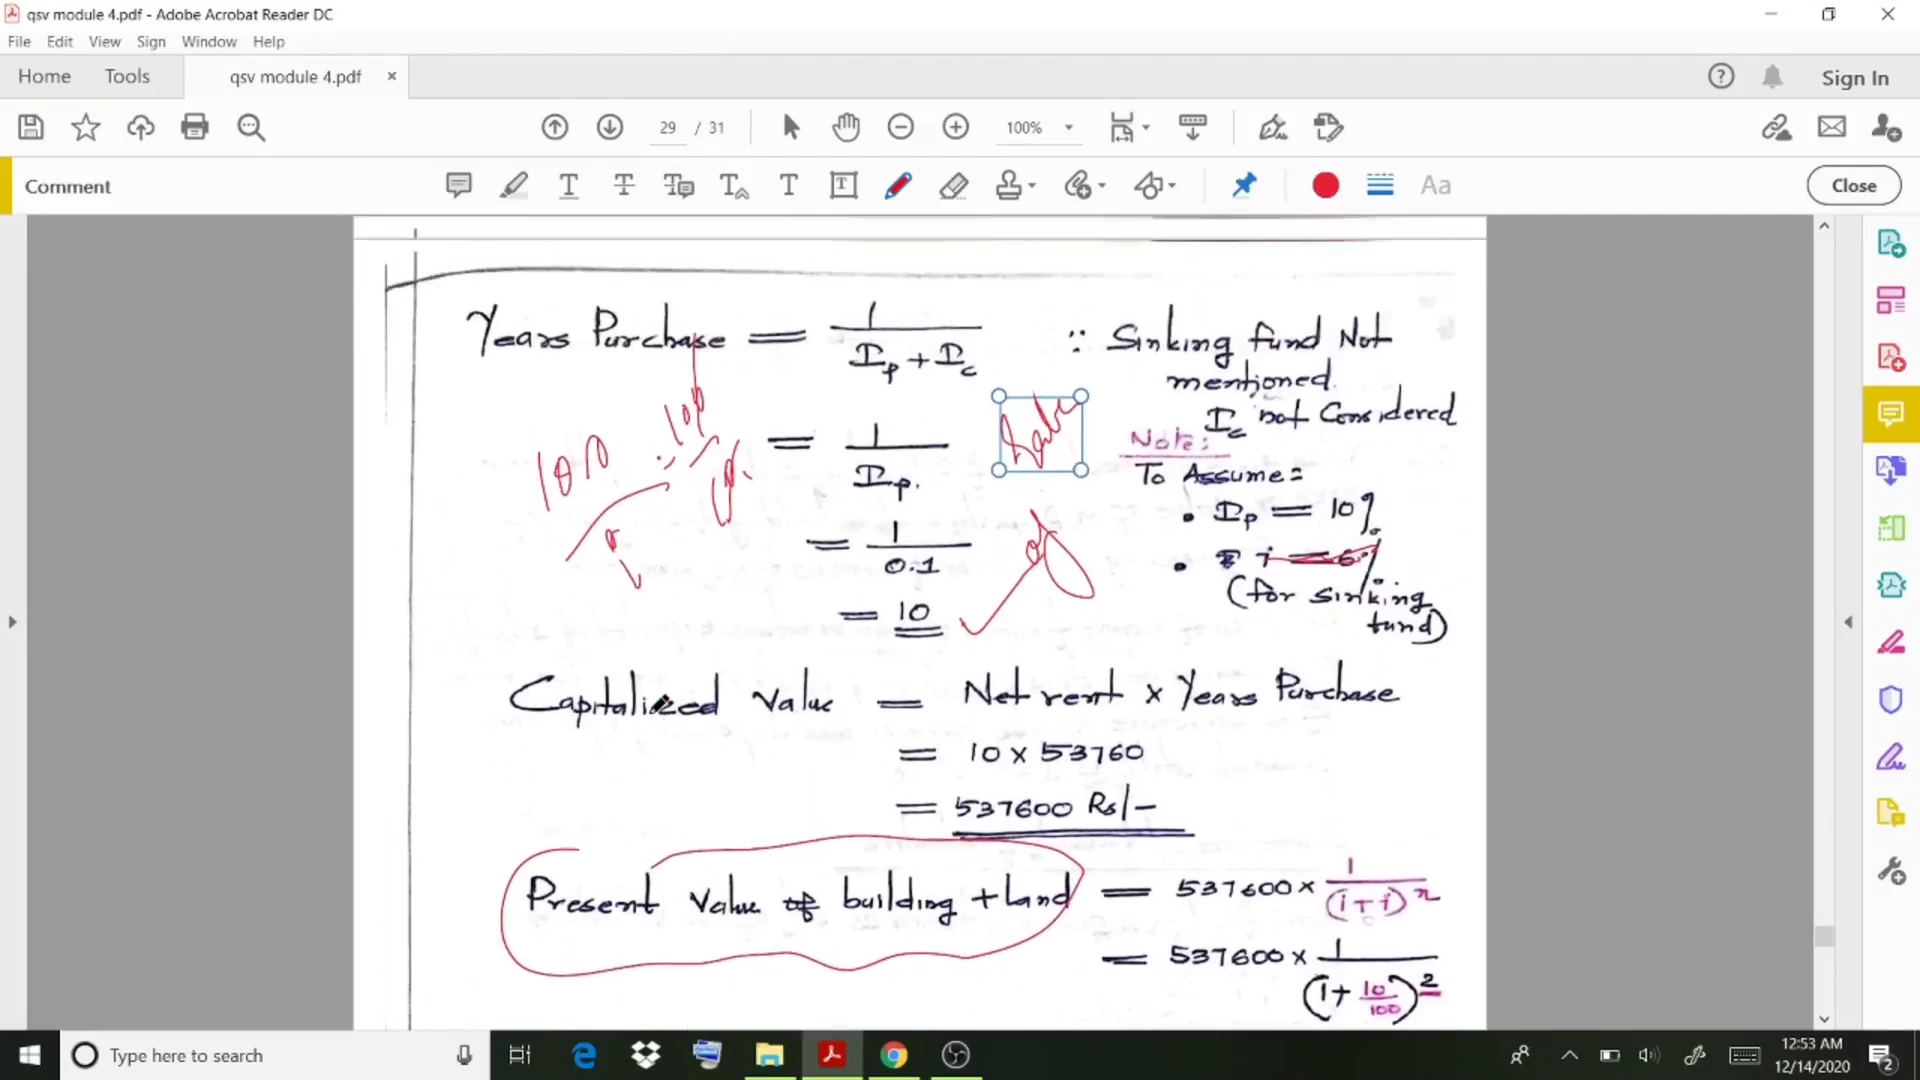 qsv module 4.pdf - Adobe Acrobat Reader DC
File Edit View Sign Window Help
Home Tools qsv module 4.pdf × Sign In
29 / 31 100%
Comment Close
Years Purchase = 1 / (Ip + Ic) ∵ Sinking fund Not
mentioned.
Ic not Considered
= 1 / Ip.
Note:
To Assume =
• Ip = 10%.
= 1 / 0.1
• i = 6%.
(for sinking
fund)
= 10
Capitalized Value = Net rent × Years Purchase
= 10 × 53760
= 537600 Rs/-
Present Value of building + land = 537600 × 1 / (1+i)^n
= 537600 × 1 / (1 + 10/100)^2
Type here to search
12:53 AM
12/14/2020
2